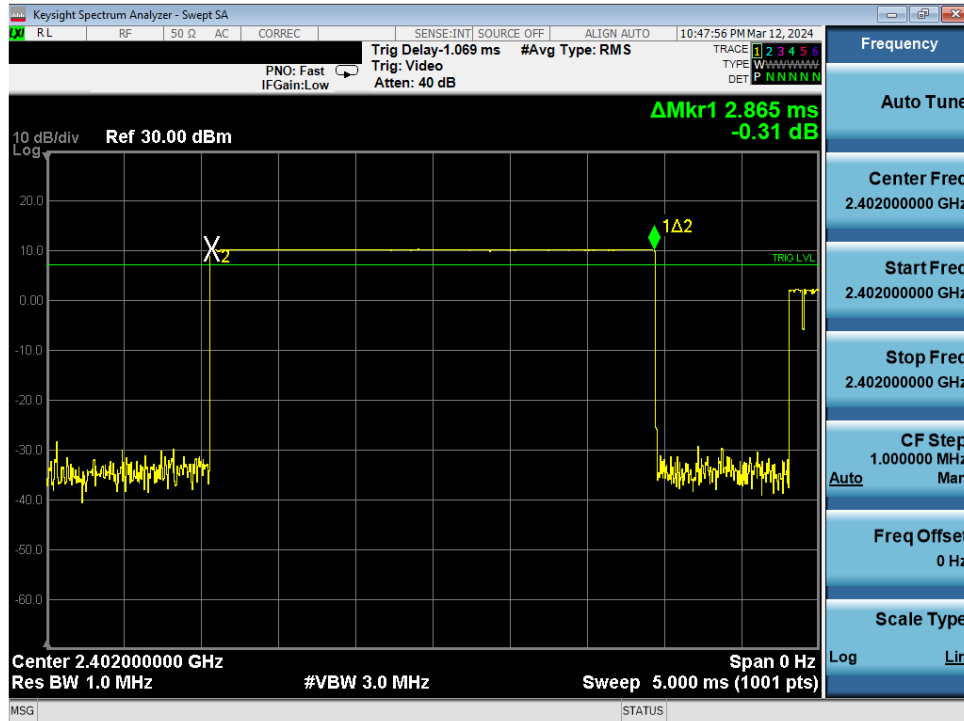 Keysight Spectrum Analyzer - Swept SA
LXI RL RF 50 Ω AC CORREC SENSE:INT SOURCE OFF ALIGN AUTO 10:47:56 PM Mar 12, 2024
Trig Delay-1.069 ms #Avg Type: RMS
TRACE 1 2 3 4 5 6
PNO: Fast Trig: Video
TYPE WWWWWW
IFGain:Low Atten: 40 dB
DET P N N N N N
ΔMkr1 2.865 ms
-0.31 dB
10 dB/div Ref 30.00 dBm
Log
20.0
10.0
0.00
-10.0
-20.0
-30.0
-40.0
-50.0
-60.0
X2
1Δ2
TRIG LVL
Center 2.402000000 GHz Span 0 Hz
Res BW 1.0 MHz #VBW 3.0 MHz Sweep 5.000 ms (1001 pts)
MSG STATUS
Frequency
Auto Tune
Center Freq
2.402000000 GHz
Start Freq
2.402000000 GHz
Stop Freq
2.402000000 GHz
CF Step
1.000000 MHz
Auto Man
Freq Offset
0 Hz
Scale Type
Log Lin